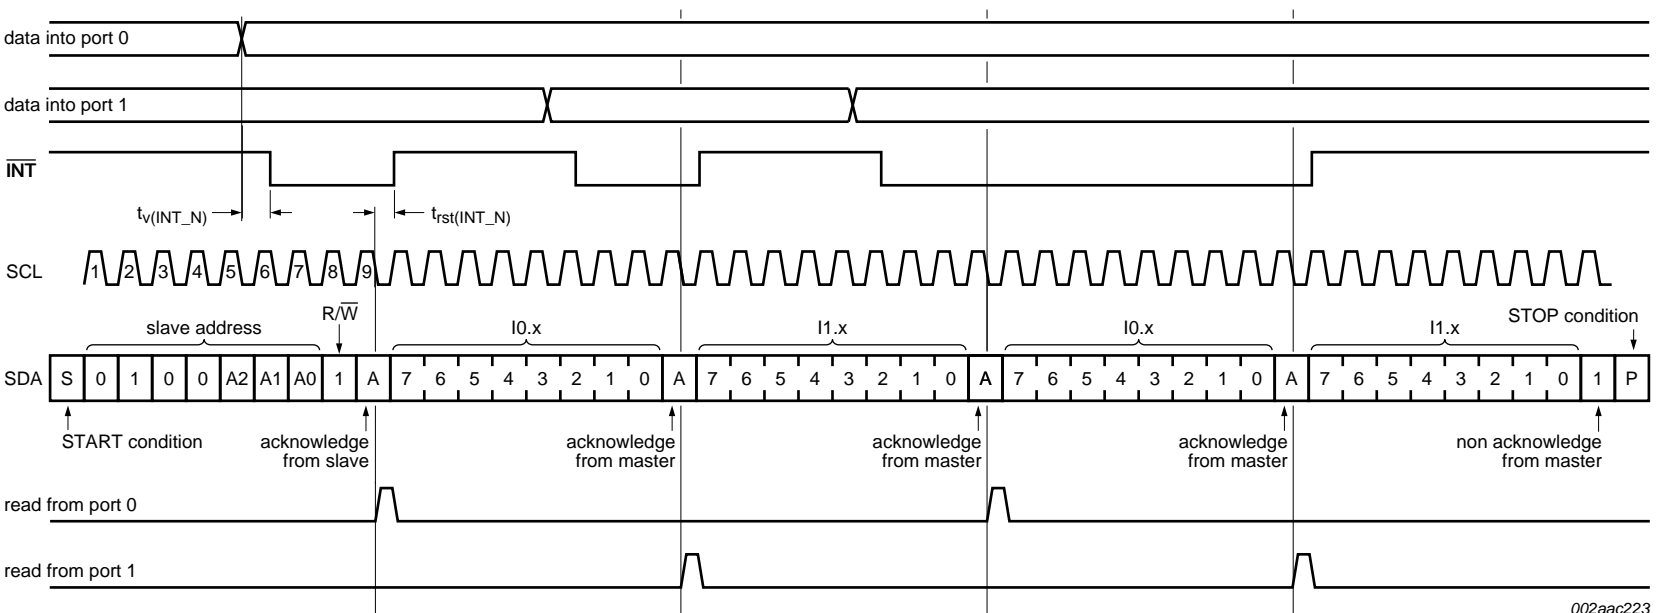 data into port 0
data into port 1
INT
tv(INT_N)
trst(INT_N)
SCL
1 2 3 4 5 6 7 8 9
R/W
slave address
I0.x
I1.x
I0.x
I1.x
STOP condition
SDA S 0 1 0 0 A2 A1 A0 1 A 7 6 5 4 3 2 1 0 A 7 6 5 4 3 2 1 0 A 7 6 5 4 3 2 1 0 A 7 6 5 4 3 2 1 0 1 P
START condition
acknowledge
from slave
acknowledge
from master
acknowledge
from master
acknowledge
from master
non acknowledge
from master
read from port 0
read from port 1
002aac223